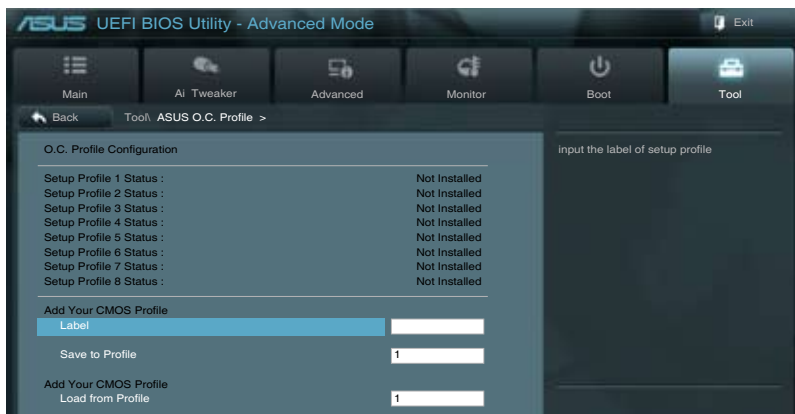 ASUS UEFI BIOS Utility - Advanced Mode
Exit
Main
Ai Tweaker
Advanced
Monitor
Boot
Tool
Back
Tool\ ASUS O.C. Profile >
O.C. Profile Configuration
Setup Profile 1 Status : Not Installed
Setup Profile 2 Status : Not Installed
Setup Profile 3 Status : Not Installed
Setup Profile 4 Status : Not Installed
Setup Profile 5 Status : Not Installed
Setup Profile 6 Status : Not Installed
Setup Profile 7 Status : Not Installed
Setup Profile 8 Status : Not Installed
Add Your CMOS Profile
Label
Save to Profile 1
Add Your CMOS Profile
Load from Profile 1
input the label of setup profile